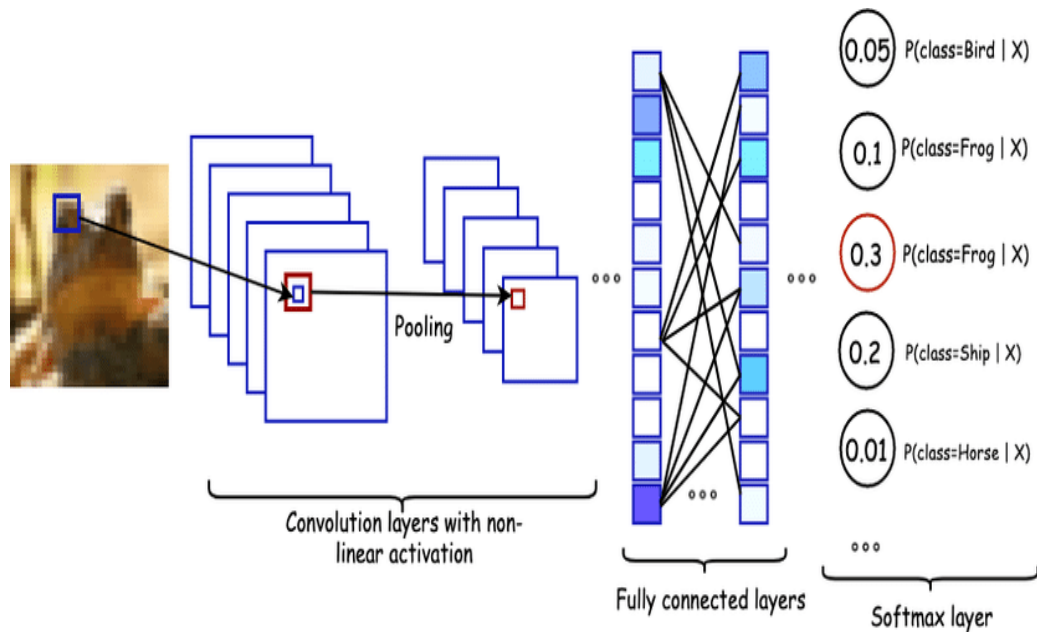 0.05 P(class=Bird | X)
0.1 P(class=Frog | X)
0.3 P(class=Frog | X)
0.2 P(class=Ship | X)
0.01 P(class=Horse | X)
Pooling
Convolution layers with non-
linear activation
Fully connected layers
Softmax layer